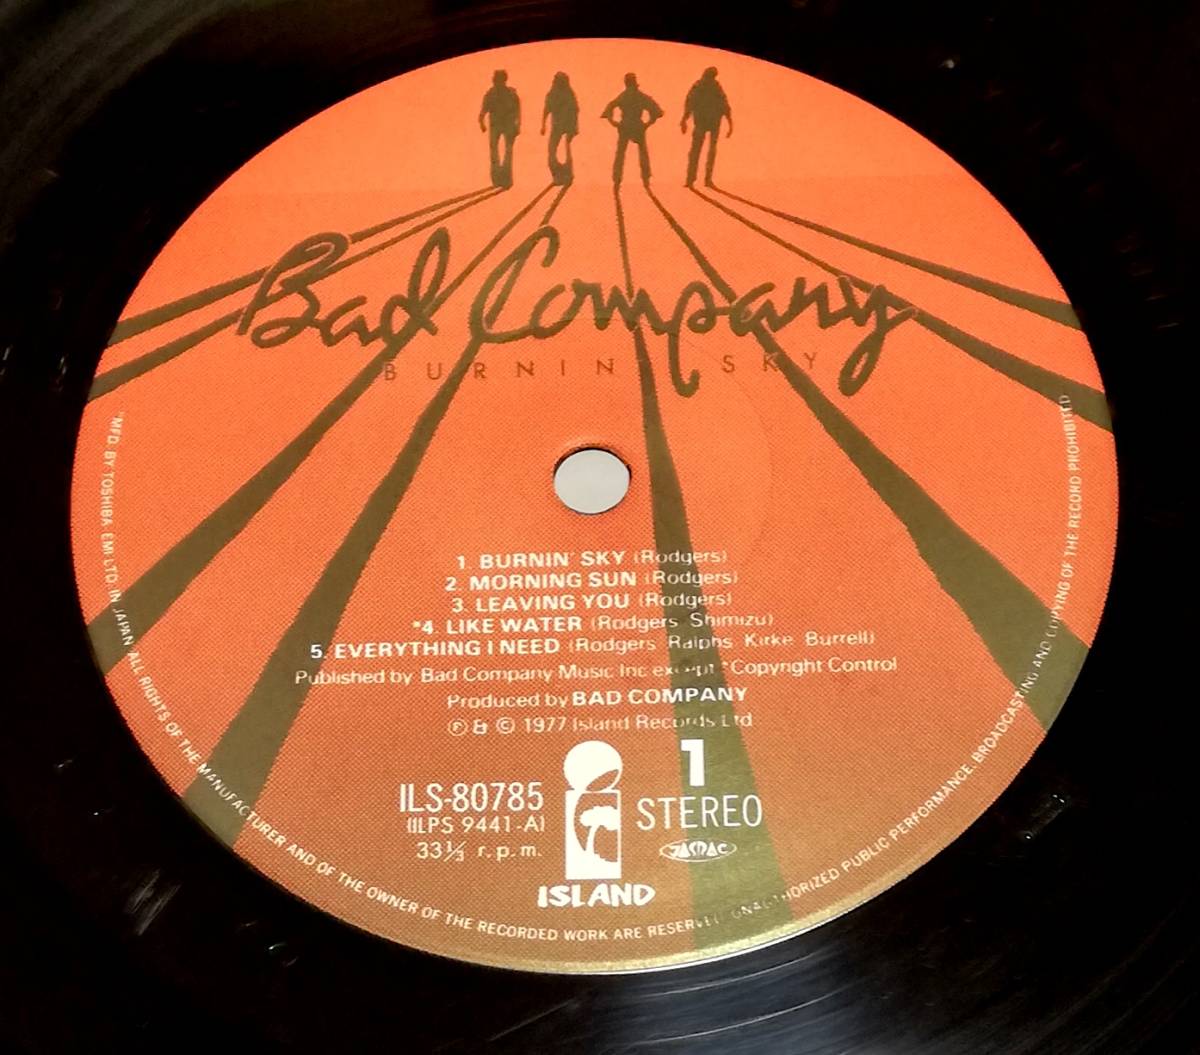 Bad Company
BURNIN' SKY
1. BURNIN' SKY (Rodgers)
2. MORNING SUN (Rodgers)
3. LEAVING YOU (Rodgers)
*4. LIKE WATER (Rodgers Shimizu)
5. EVERYTHING I NEED (Rodgers Ralphs Kirke Burrell)
Published by Bad Company Music Inc except *Copyright Control
Produced by BAD COMPANY
℗ & © 1977 Island Records Ltd
ILS-80785
(ILPS 9441-A)
33⅓ r.p.m.
1
STEREO
JASRAC
ISLAND
"MFD. BY TOSHIBA EMI LTD. IN JAPAN ALL RIGHTS OF THE MANUFACTURER AND OF THE OWNER OF THE RECORDED WORK ARE RESERVED UNAUTHORIZED PUBLIC PERFORMANCE, BROADCASTING AND COPYING OF THE RECORD PROHIBITED